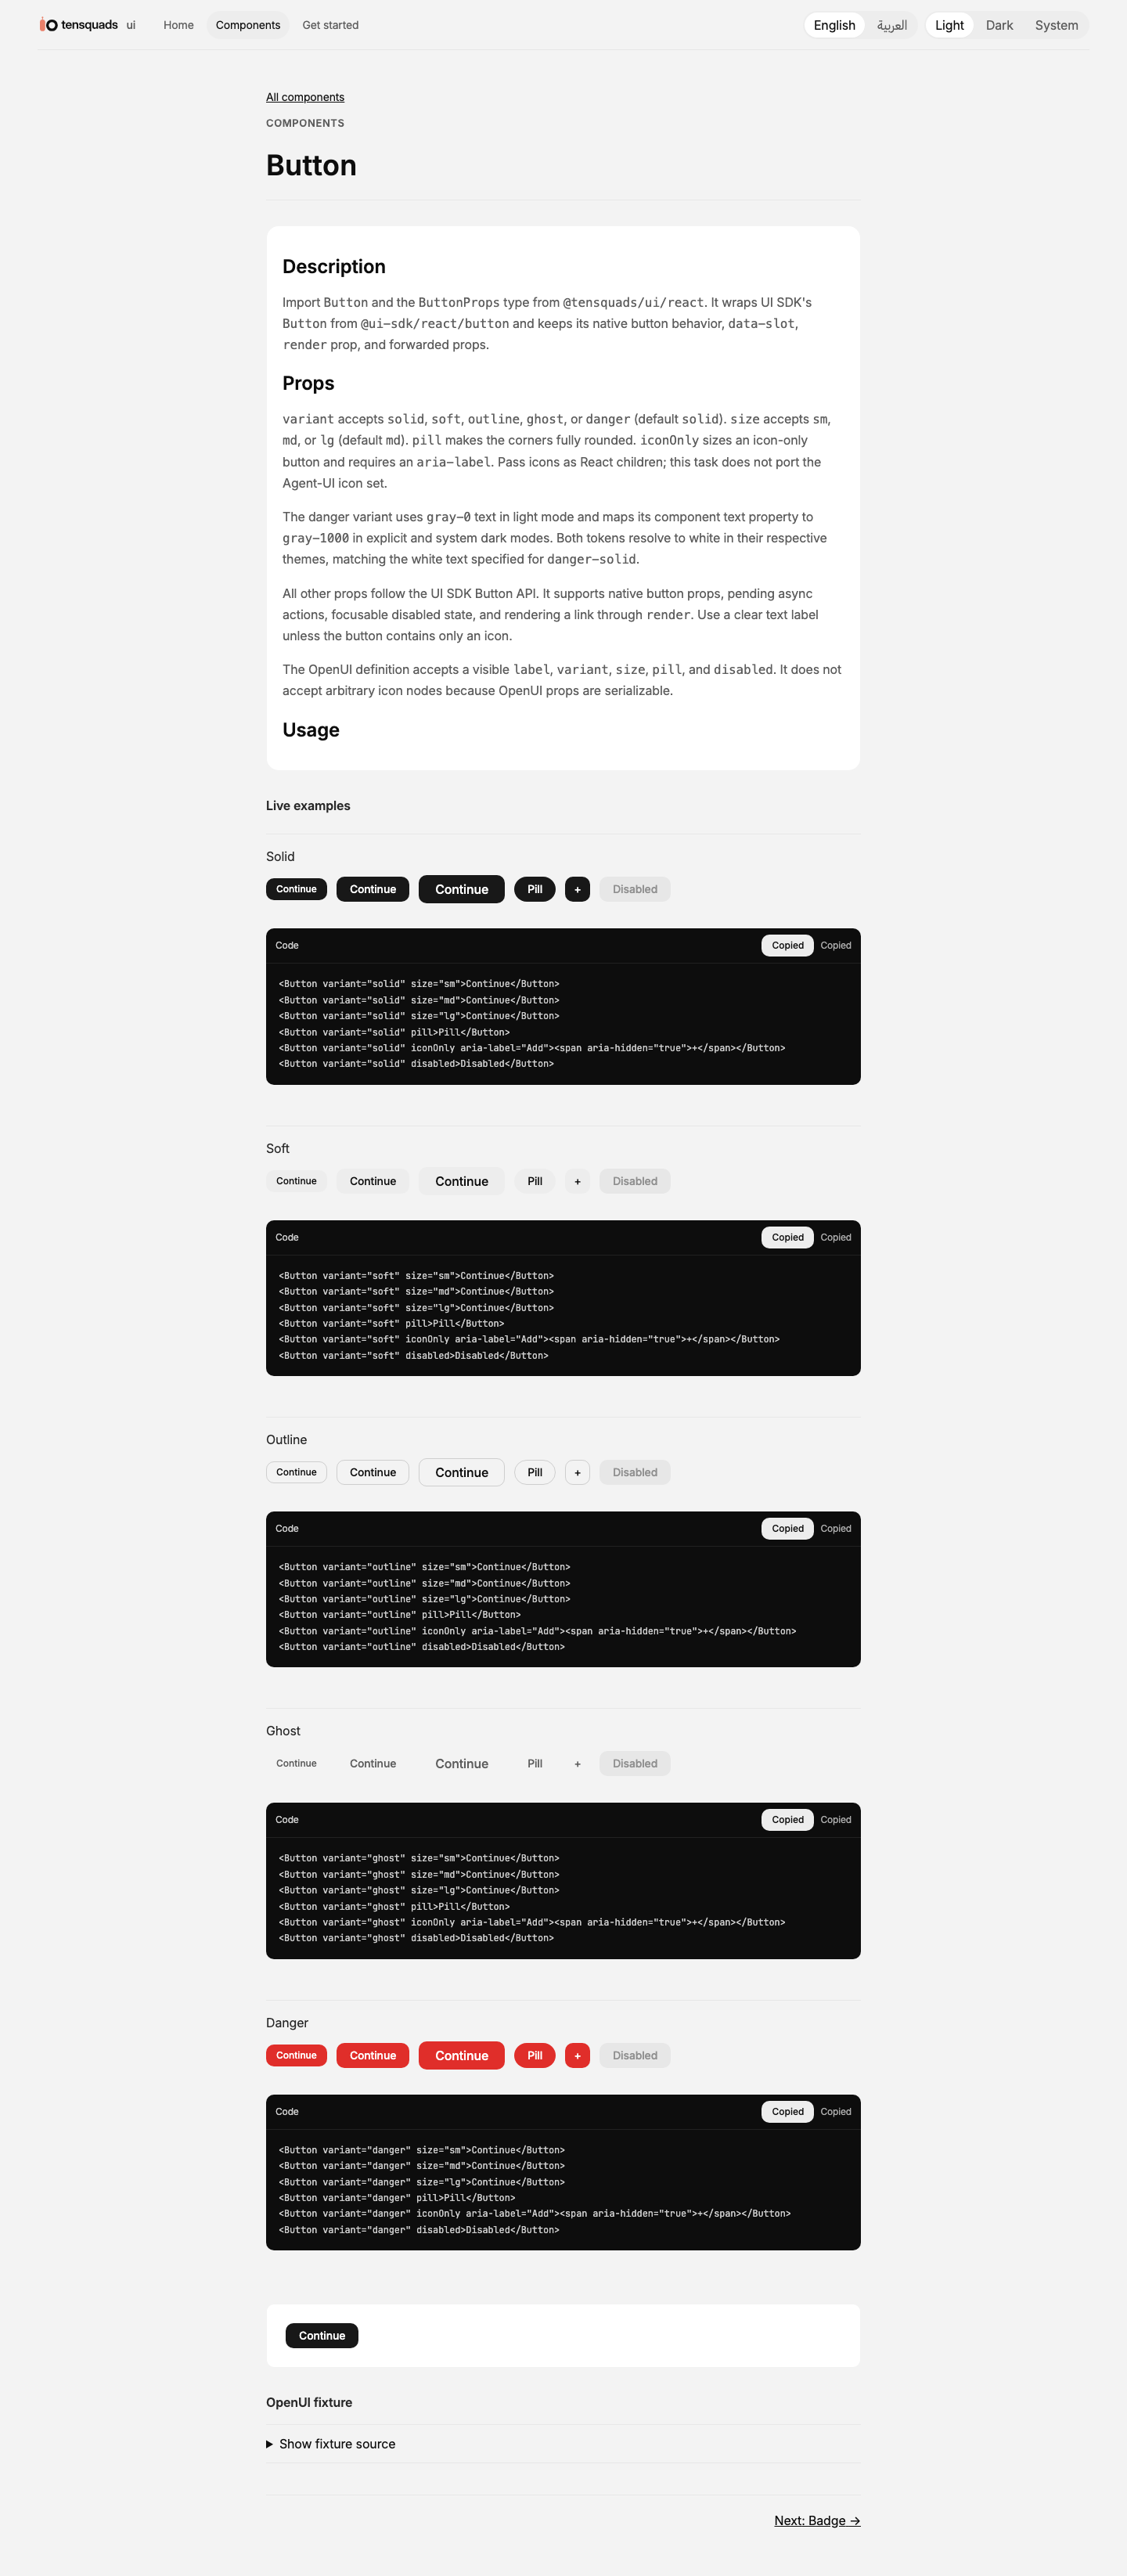 tensquads ui Home Components Get started English العربية Light Dark System
All components
COMPONENTS
Button
Description
Import Button and the ButtonProps type from @tensquads/ui/react. It wraps UI SDK's
Button from @ui-sdk/react/button and keeps its native button behavior, data-slot,
render prop, and forwarded props.
Props
variant accepts solid, soft, outline, ghost, or danger (default solid). size accepts sm,
md, or lg (default md). pill makes the corners fully rounded. iconOnly sizes an icon-only
button and requires an aria-label. Pass icons as React children; this task does not port the
Agent-UI icon set.
The danger variant uses gray-0 text in light mode and maps its component text property to
gray-1000 in explicit and system dark modes. Both tokens resolve to white in their respective
themes, matching the white text specified for danger-solid.
All other props follow the UI SDK Button API. It supports native button props, pending async
actions, focusable disabled state, and rendering a link through render. Use a clear text label
unless the button contains only an icon.
The OpenUI definition accepts a visible label, variant, size, pill, and disabled. It does not
accept arbitrary icon nodes because OpenUI props are serializable.
Usage
Live examples
Solid
Continue Continue Continue Pill + Disabled
Code Copied Copied
<Button variant="solid" size="sm">Continue</Button>
<Button variant="solid" size="md">Continue</Button>
<Button variant="solid" size="lg">Continue</Button>
<Button variant="solid" pill>Pill</Button>
<Button variant="solid" iconOnly aria-label="Add"><span aria-hidden="true">+</span></Button>
<Button variant="solid" disabled>Disabled</Button>
Soft
Continue Continue Continue Pill + Disabled
Code Copied Copied
<Button variant="soft" size="sm">Continue</Button>
<Button variant="soft" size="md">Continue</Button>
<Button variant="soft" size="lg">Continue</Button>
<Button variant="soft" pill>Pill</Button>
<Button variant="soft" iconOnly aria-label="Add"><span aria-hidden="true">+</span></Button>
<Button variant="soft" disabled>Disabled</Button>
Outline
Continue Continue Continue Pill + Disabled
Code Copied Copied
<Button variant="outline" size="sm">Continue</Button>
<Button variant="outline" size="md">Continue</Button>
<Button variant="outline" size="lg">Continue</Button>
<Button variant="outline" pill>Pill</Button>
<Button variant="outline" iconOnly aria-label="Add"><span aria-hidden="true">+</span></Button>
<Button variant="outline" disabled>Disabled</Button>
Ghost
Continue Continue Continue Pill + Disabled
Code Copied Copied
<Button variant="ghost" size="sm">Continue</Button>
<Button variant="ghost" size="md">Continue</Button>
<Button variant="ghost" size="lg">Continue</Button>
<Button variant="ghost" pill>Pill</Button>
<Button variant="ghost" iconOnly aria-label="Add"><span aria-hidden="true">+</span></Button>
<Button variant="ghost" disabled>Disabled</Button>
Danger
Continue Continue Continue Pill + Disabled
Code Copied Copied
<Button variant="danger" size="sm">Continue</Button>
<Button variant="danger" size="md">Continue</Button>
<Button variant="danger" size="lg">Continue</Button>
<Button variant="danger" pill>Pill</Button>
<Button variant="danger" iconOnly aria-label="Add"><span aria-hidden="true">+</span></Button>
<Button variant="danger" disabled>Disabled</Button>
Continue
OpenUI fixture
▶ Show fixture source
Next: Badge →